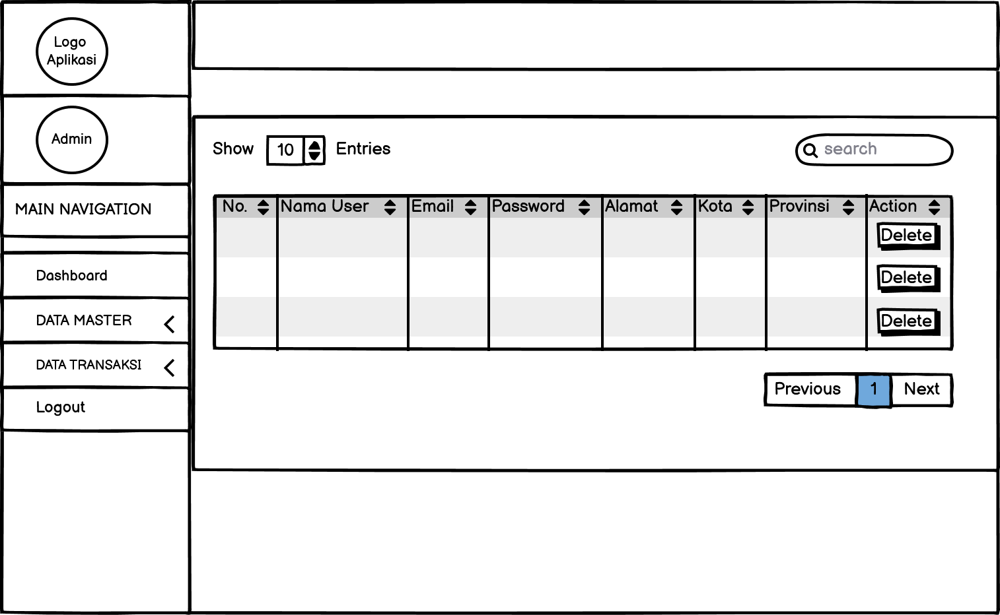 Logo
Aplikasi
Admin
MAIN NAVIGATION
Dashboard
DATA MASTER
DATA TRANSAKSI
Logout
Show 10 Entries search
No. Nama User Email Password Alamat Kota Provinsi Action
Delete
Delete
Delete
Previous 1 Next